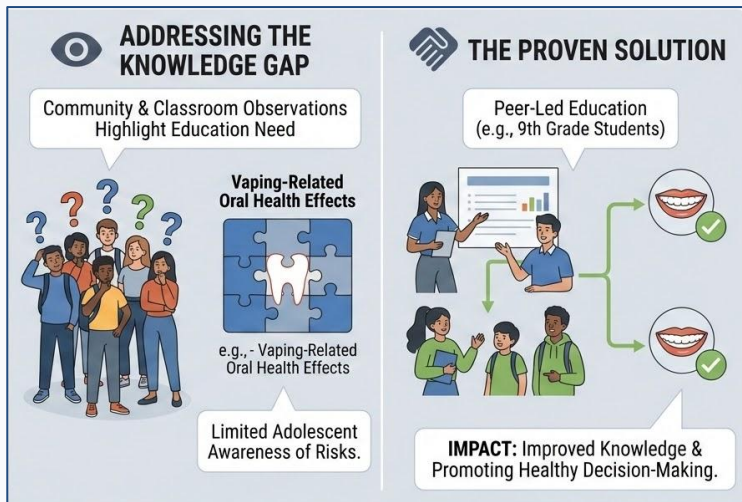 ADDRESSING THE
KNOWLEDGE GAP
Community & Classroom Observations
Highlight Education Need
? ? ? ? ?
Vaping-Related
Oral Health Effects
e.g., - Vaping-Related
Oral Health Effects
Limited Adolescent
Awareness of Risks.
THE PROVEN SOLUTION
Peer-Led Education
(e.g., 9th Grade Students)
IMPACT: Improved Knowledge &
Promoting Healthy Decision-Making.